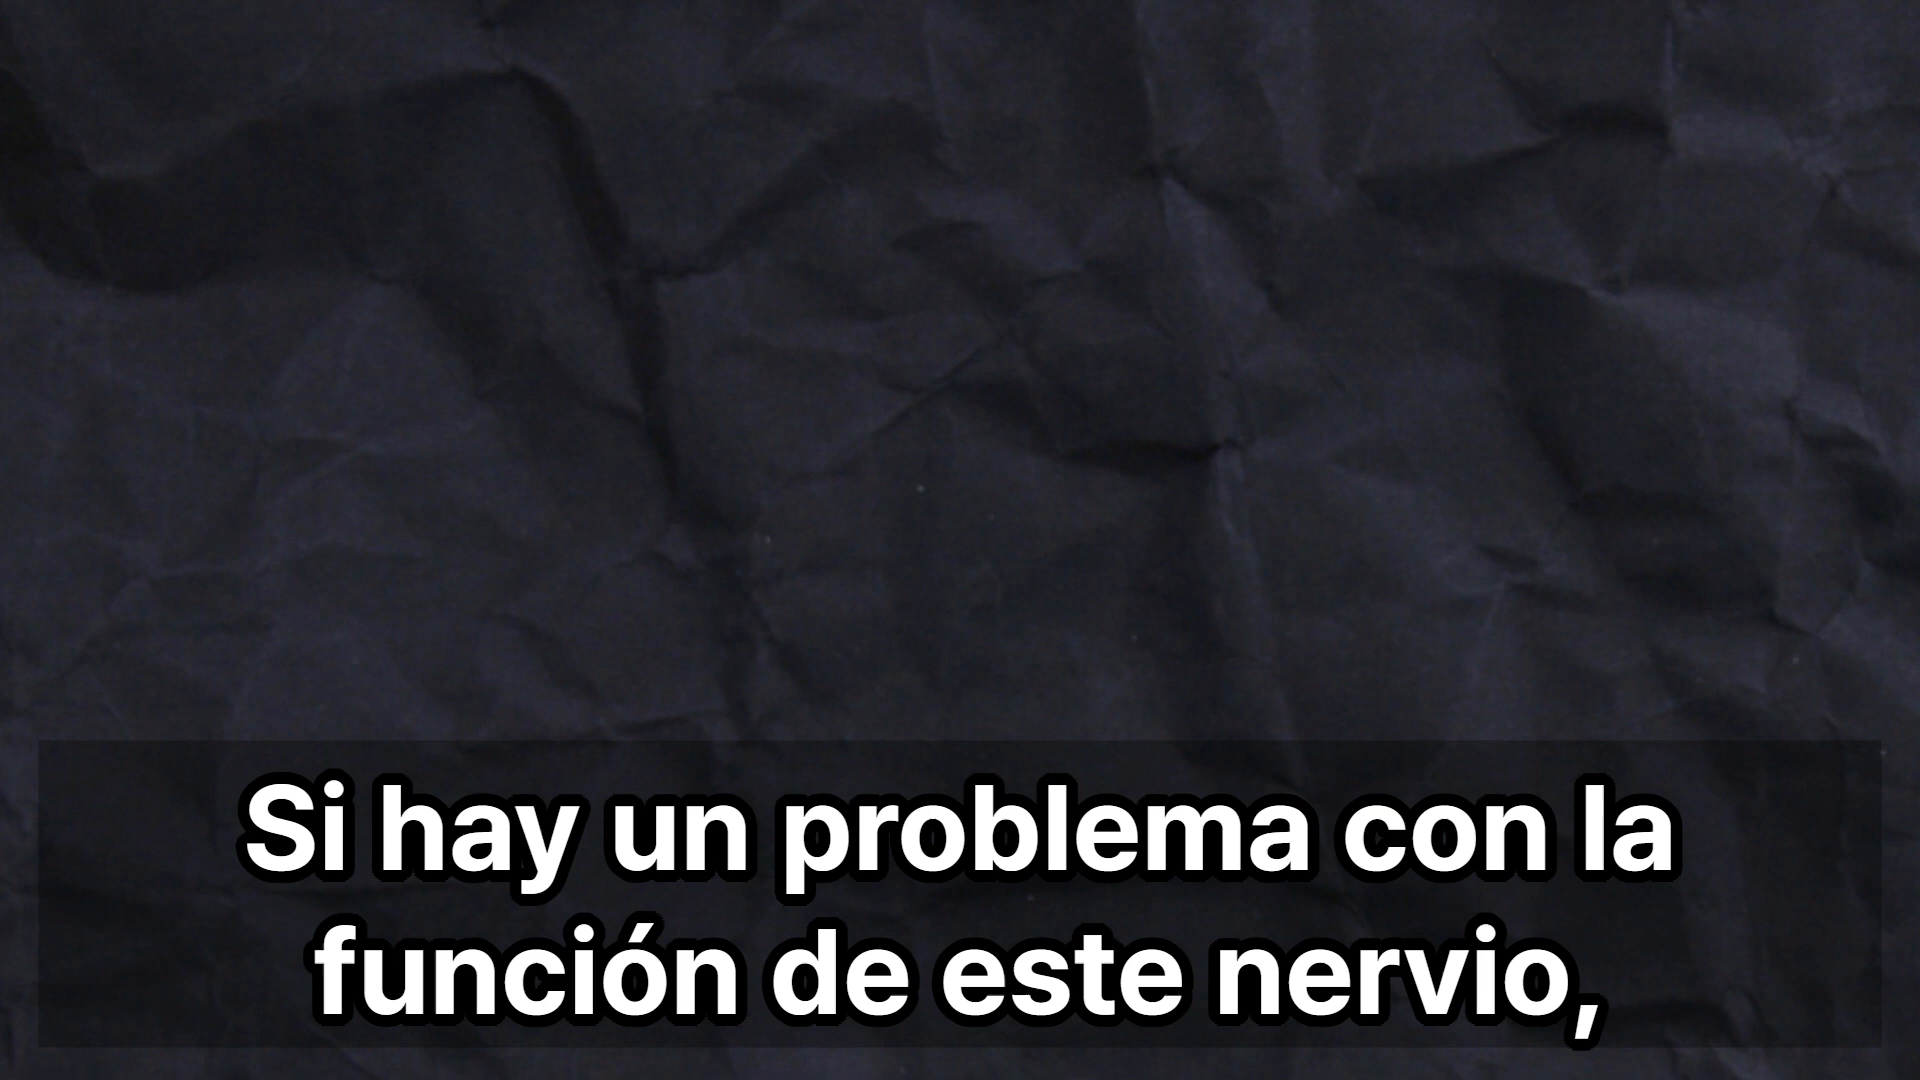 Si hay un problema con la
función de este nervio,